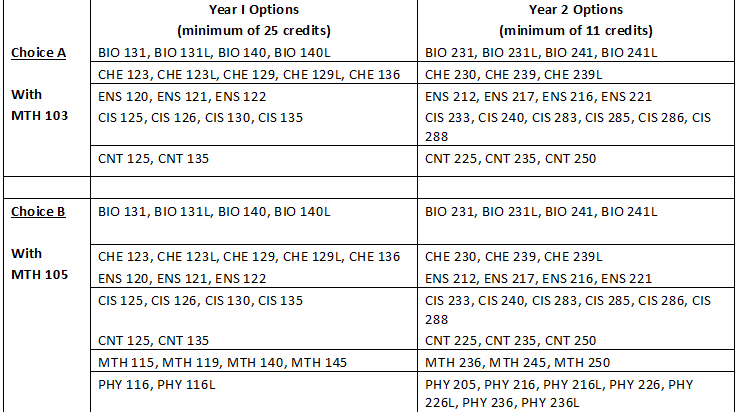 Year I Options
(minimum of 25 credits)
Year 2 Options
(minimum of 11 credits)
Choice A
BIO 131, BIO 131L, BIO 140, BIO 140L
BIO 231, BIO 231L, BIO 241, BIO 241L
CHE 123, CHE 123L, CHE 129, CHE 129L, CHE 136
CHE 230, CHE 239, CHE 239L
With
MTH 103
ENS 120, ENS 121, ENS 122
ENS 212, ENS 217, ENS 216, ENS 221
CIS 125, CIS 126, CIS 130, CIS 135
CIS 233, CIS 240, CIS 283, CIS 285, CIS 286, CIS
288
CNT 125, CNT 135
CNT 225, CNT 235, CNT 250
Choice B
BIO 131, BIO 131L, BIO 140, BIO 140L
BIO 231, BIO 231L, BIO 241, BIO 241L
With
MTH 105
CHE 123, CHE 123L, CHE 129, CHE 129L, CHE 136
CHE 230, CHE 239, CHE 239L
ENS 120, ENS 121, ENS 122
ENS 212, ENS 217, ENS 216, ENS 221
CIS 125, CIS 126, CIS 130, CIS 135
CIS 233, CIS 240, CIS 283, CIS 285, CIS 286, CIS
288
CNT 125, CNT 135
CNT 225, CNT 235, CNT 250
MTH 115, MTH 119, MTH 140, MTH 145
MTH 236, MTH 245, MTH 250
PHY 116, PHY 116L
PHY 205, PHY 216, PHY 216L, PHY 226, PHY
226L, PHY 236, PHY 236L